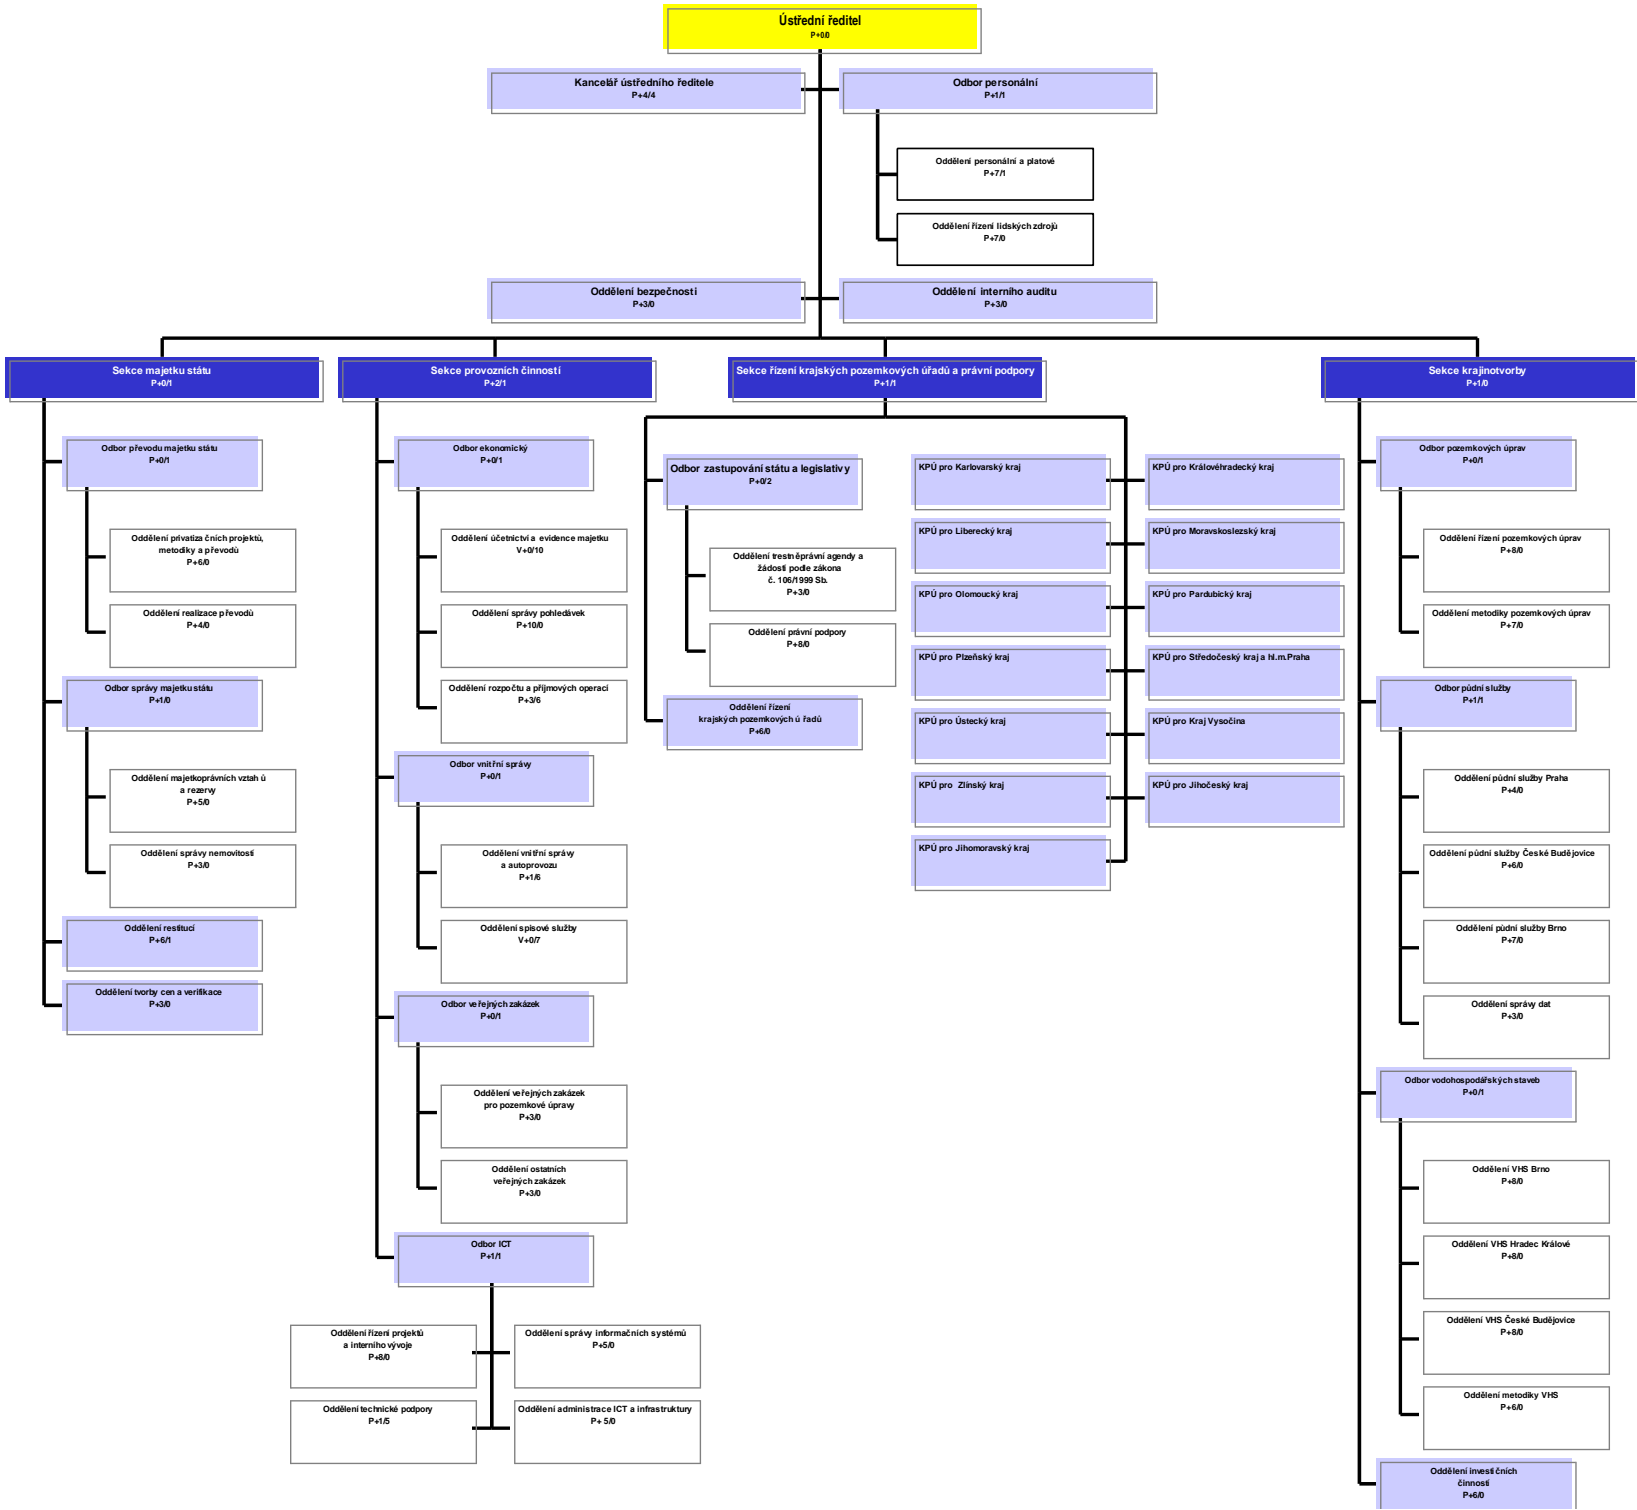 Ústřední ředitel
P+0/0
Kancelář ústředního ředitele
P+4/4
Odbor personální
P+1/1
Oddělení personální a platové
P+7/1
Oddělení řízení lidských zdrojů
P+7/0
Oddělení bezpečnosti
P+3/0
Oddělení interního auditu
P+3/0
Sekce majetku státu
P+0/1
Sekce provozních činností
P+2/1
Sekce řízení krajských pozemkových úřadů a právní podpory
P+1/1
Sekce krajinotvorby
P+1/0
Odbor převodu majetku státu
P+0/1
Oddělení privatiza čních projektů,
metodiky a převodů
P+6/0
Oddělení realizace převodů
P+4/0
Odbor správy majetku státu
P+1/0
Oddělení majetkoprávních vztah ů
a rezervy
P+5/0
Oddělení správy nemovitostí
P+3/0
Oddělení restitucí
P+6/1
Oddělení tvorby cen a verifikace
P+3/0
Odbor ekonomický
P+0/1
Oddělení účetnictví a evidence majetku
V+0/10
Oddělení správy pohledávek
P+10/0
Oddělení rozpočtu a příjmových operací
P+3/6
Odbor vnitřní správy
P+0/1
Oddělení vnitřní správy
a autoprovozu
P+1/6
Oddělení spisové služby
V+0/7
Odbor veřejných zakázek
P+0/1
Oddělení veřejných zakázek
pro pozemkové úpravy
P+3/0
Oddělení ostatních
veřejných zakázek
P+3/0
Odbor ICT
P+1/1
Oddělení řízení projektů
a interního vývoje
P+8/0
Oddělení správy informačních systémů
P+5/0
Oddělení technické podpory
P+1/5
Oddělení administrace ICT a infrastruktury
P+ 5/0
Odbor zastupování státu a legislativy
P+0/2
Oddělení trestněprávní agendy a
žádostí podle zákona
č. 106/1999 Sb.
P+3/0
Oddělení právní podpory
P+8/0
Oddělení řízení
krajských pozemkových ú řadů
P+6/0
KPÚ pro Karlovarský kraj
KPÚ pro Královéhradecký kraj
KPÚ pro Liberecký kraj
KPÚ pro Moravskoslezský kraj
KPÚ pro Olomoucký kraj
KPÚ pro Pardubický kraj
KPÚ pro Plzeňský kraj
KPÚ pro Středočeský kraj a hl.m.Praha
KPÚ pro Ústecký kraj
KPÚ pro Kraj Vysočina
KPÚ pro  Zlínský kraj
KPÚ pro Jihočeský kraj
KPÚ pro Jihomoravský kraj
Odbor pozemkových úprav
P+0/1
Oddělení řízení pozemkových úprav
P+8/0
Oddělení metodiky pozemkových úprav
P+7/0
Odbor půdní služby
P+1/1
Oddělení půdní služby Praha
P+4/0
Oddělení půdní služby České Budějovice
P+6/0
Oddělení půdní služby Brno
P+7/0
Oddělení správy dat
P+3/0
Odbor vodohospodářských staveb
P+0/1
Oddělení VHS Brno
P+8/0
Oddělení VHS Hradec Králové
P+8/0
Oddělení VHS České Budějovice
P+8/0
Oddělení metodiky VHS
P+6/0
Oddělení investičních
činností
P+6/0